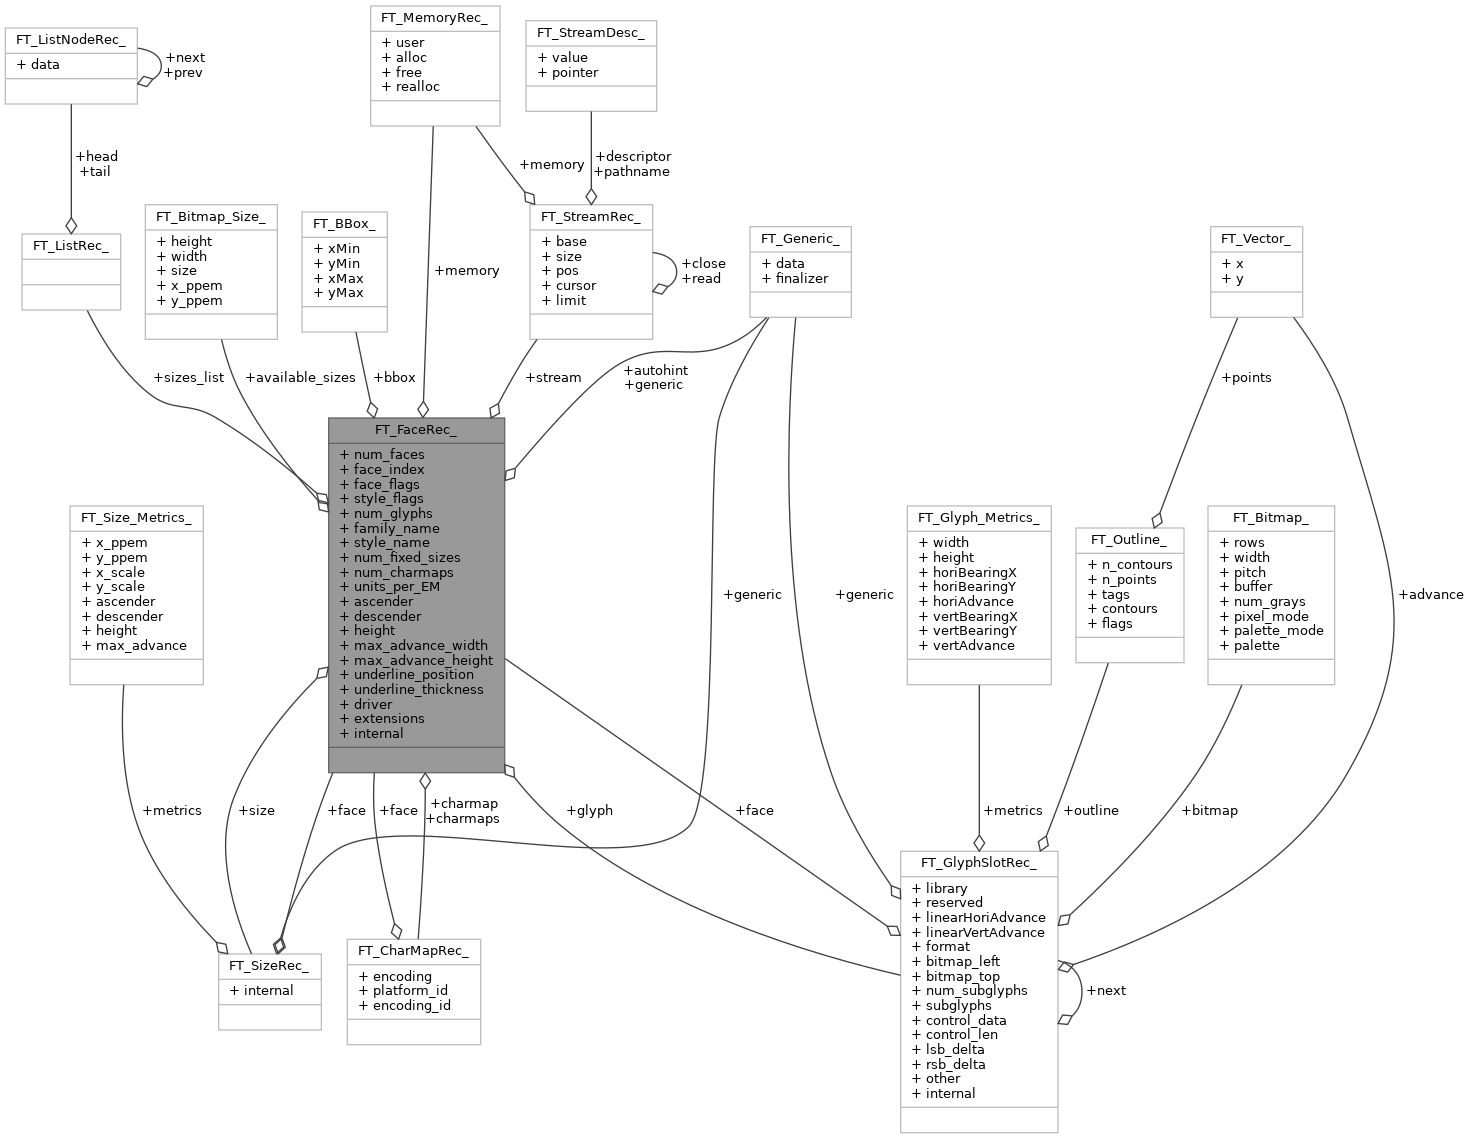 FT_ListNodeRec_
+ data
+next
+prev
FT_MemoryRec_
+ user
+ alloc
+ free
+ realloc
FT_StreamDesc_
+ value
+ pointer
+head
+tail
+memory
+descriptor
+pathname
FT_ListRec_
FT_Bitmap_Size_
+ height
+ width
+ size
+ x_ppem
+ y_ppem
FT_BBox_
+ xMin
+ yMin
+ xMax
+ yMax
+memory
FT_StreamRec_
+ base
+ size
+ pos
+ cursor
+ limit
+close
+read
FT_Generic_
+ data
+ finalizer
FT_Vector_
+ x
+ y
+sizes_list
+available_sizes
+bbox
+stream
+autohint
+generic
+points
FT_FaceRec_
+ num_faces
+ face_index
+ face_flags
+ style_flags
+ num_glyphs
+ family_name
+ style_name
+ num_fixed_sizes
+ num_charmaps
+ units_per_EM
+ ascender
+ descender
+ height
+ max_advance_width
+ max_advance_height
+ underline_position
+ underline_thickness
+ driver
+ extensions
+ internal
FT_Size_Metrics_
+ x_ppem
+ y_ppem
+ x_scale
+ y_scale
+ ascender
+ descender
+ height
+ max_advance
+generic
+generic
FT_Glyph_Metrics_
+ width
+ height
+ horiBearingX
+ horiBearingY
+ horiAdvance
+ vertBearingX
+ vertBearingY
+ vertAdvance
FT_Outline_
+ n_contours
+ n_points
+ tags
+ contours
+ flags
FT_Bitmap_
+ rows
+ width
+ pitch
+ buffer
+ num_grays
+ pixel_mode
+ palette_mode
+ palette
+advance
+metrics
+size
+face
+face
+charmap
+charmaps
+glyph
+face
+metrics
+outline
+bitmap
FT_SizeRec_
+ internal
FT_CharMapRec_
+ encoding
+ platform_id
+ encoding_id
FT_GlyphSlotRec_
+ library
+ reserved
+ linearHoriAdvance
+ linearVertAdvance
+ format
+ bitmap_left
+ bitmap_top
+ num_subglyphs
+ subglyphs
+ control_data
+ control_len
+ lsb_delta
+ rsb_delta
+ other
+ internal
+next